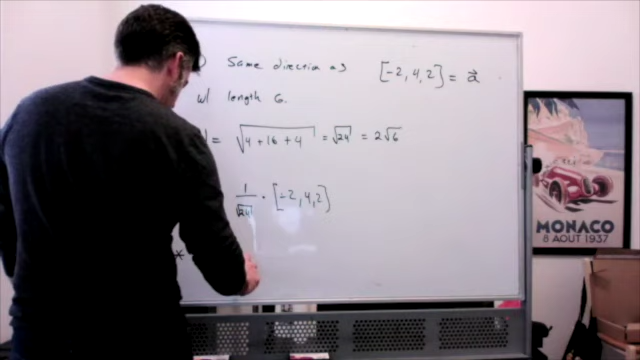 ) Same direction as [-2, 4, 2] = a⃗
w/ length 6.
| = √(4 + 16 + 4) = √24 = 2√6
1/√24 · [-2, 4, 2]
*
MONACO
8 AOUT 1937